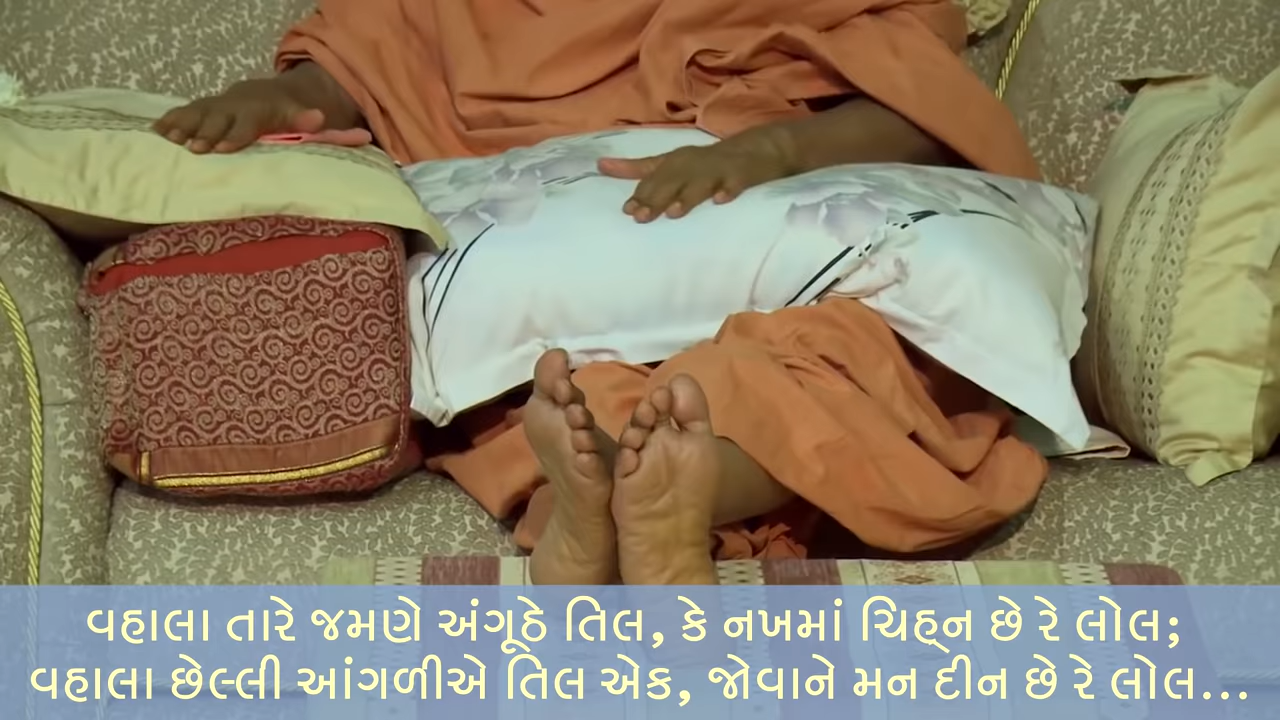 વહાલા તારે જમણે અંગૂઠે તિલ, કે નખમાં ચિહ્ન છે રે લોલ;
વહાલા છેલ્લી આંગળીએ તિલ એક, જોવાને મન દીન છે રે લોલ...